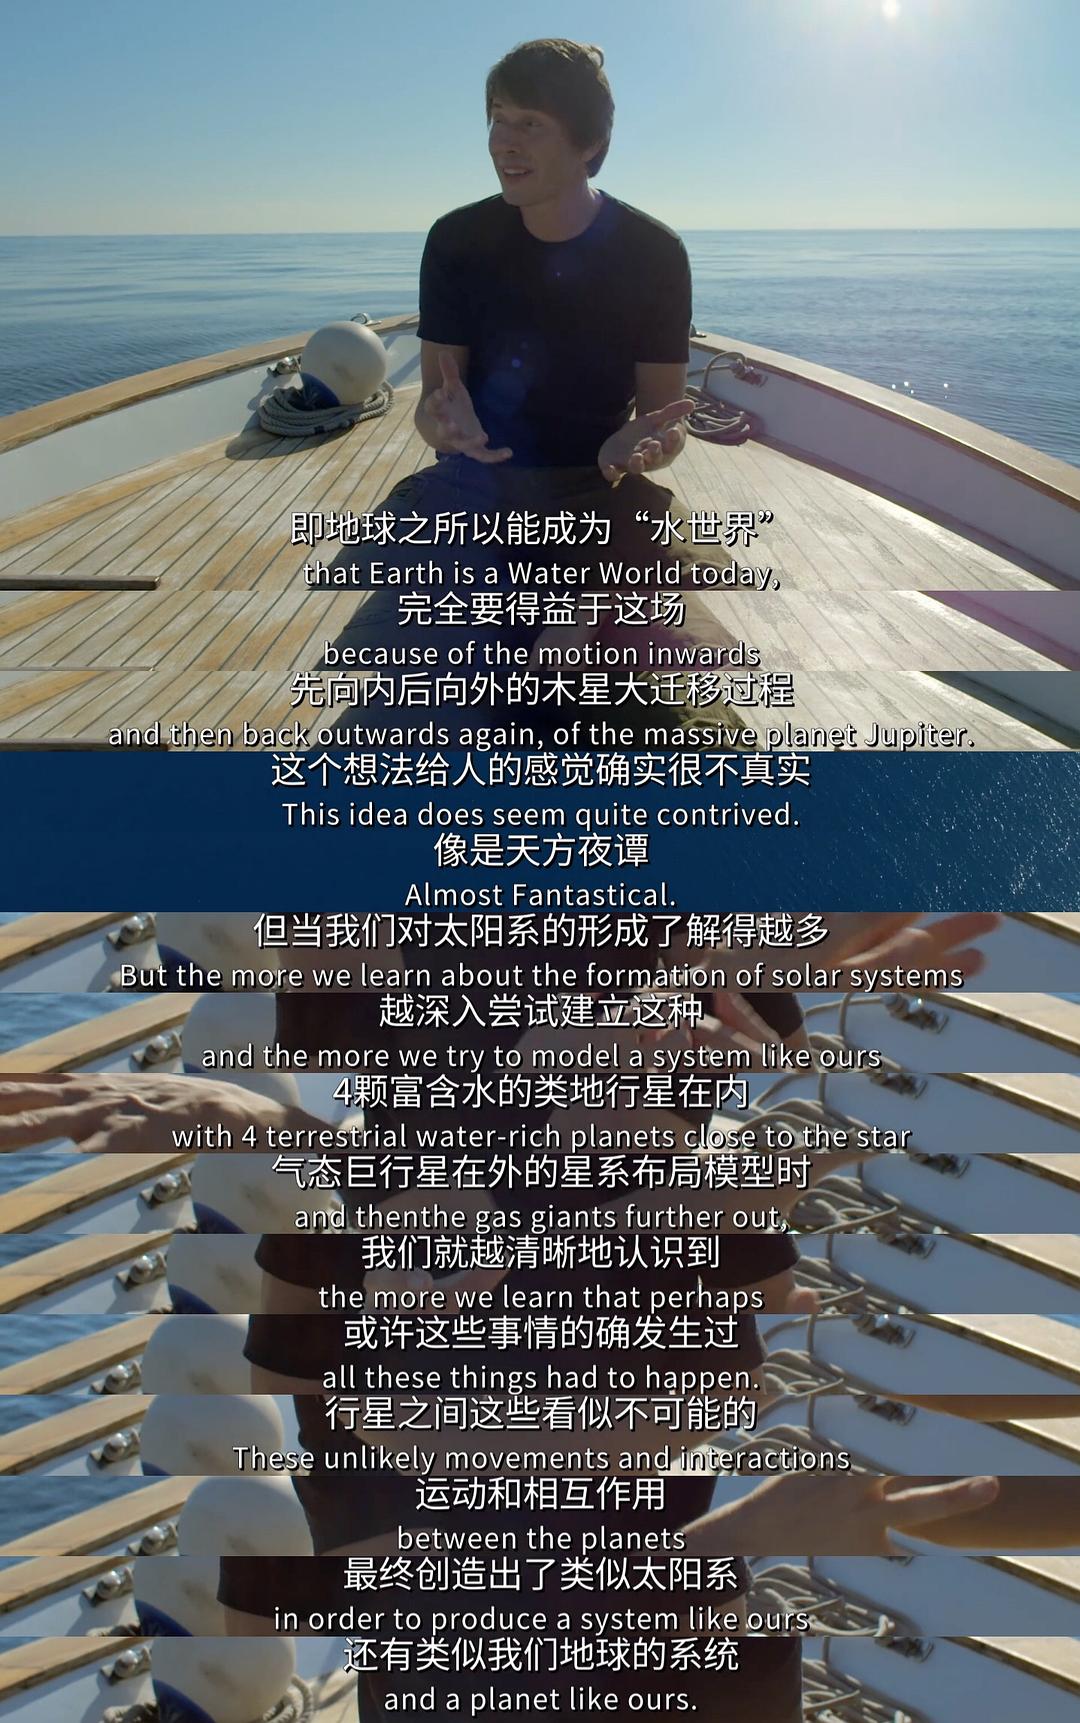 即地球之所以能成为“水世界”
that Earth is a Water World today,
完全要得益于这场
because of the motion inwards
先向内后向外的木星大迁移过程
and then back outwards again, of the massive planet Jupiter.
这个想法给人的感觉确实很不真实
This idea does seem quite contrived.
像是天方夜谭
Almost Fantastical.
但当我们对太阳系的形成了解得越多
But the more we learn about the formation of solar systems
越深入尝试建立这种
and the more we try to model a system like ours
4颗富含水的类地行星在内
with 4 terrestrial water-rich planets close to the star
气态巨行星在外的星系布局模型时
and thenthe gas giants further out,
我们就越清晰地认识到
the more we learn that perhaps
或许这些事情的确发生过
all these things had to happen.
行星之间这些看似不可能的
These unlikely movements and interactions
运动和相互作用
between the planets
最终创造出了类似太阳系
in order to produce a system like ours
还有类似我们地球的系统
and a planet like ours.